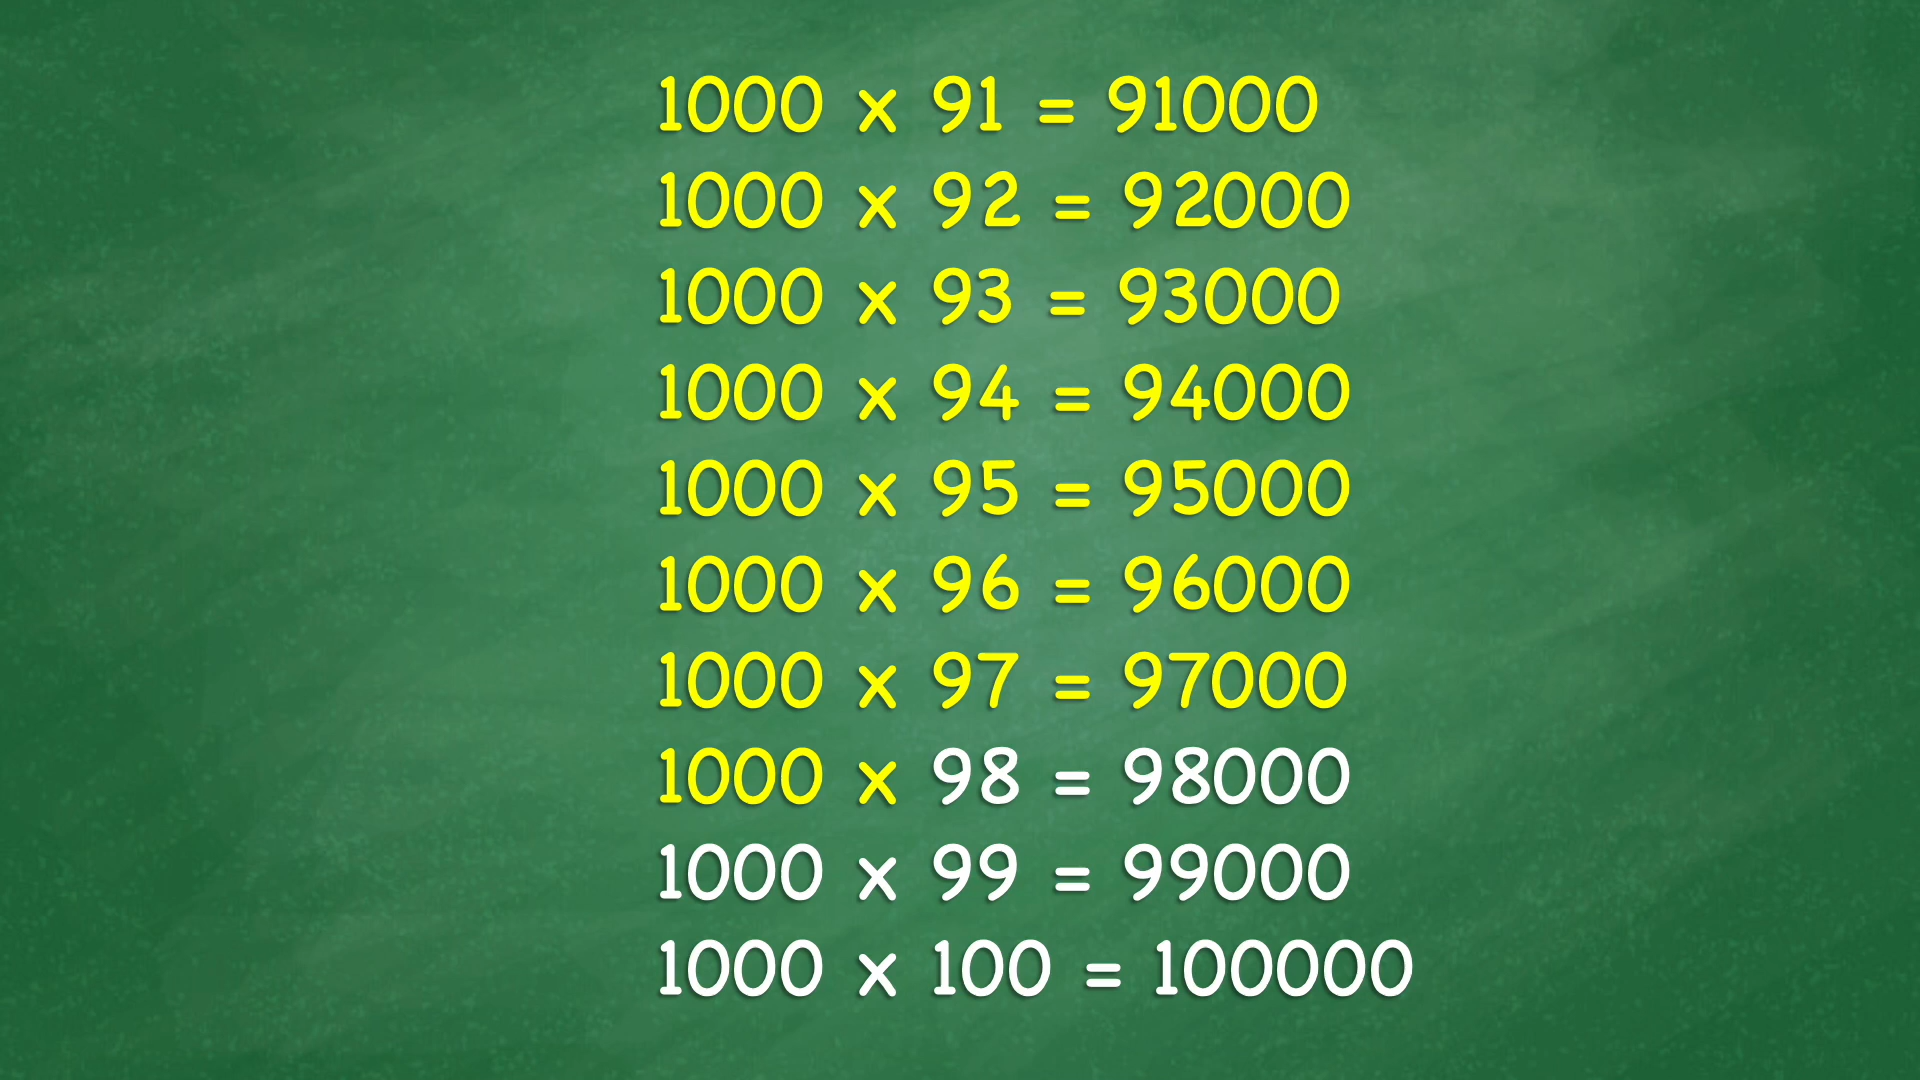 1000 x 91 = 91000
1000 x 92 = 92000
1000 x 93 = 93000
1000 x 94 = 94000
1000 x 95 = 95000
1000 x 96 = 96000
1000 x 97 = 97000
1000 x 98 = 98000
1000 x 99 = 99000
1000 x 100 = 100000